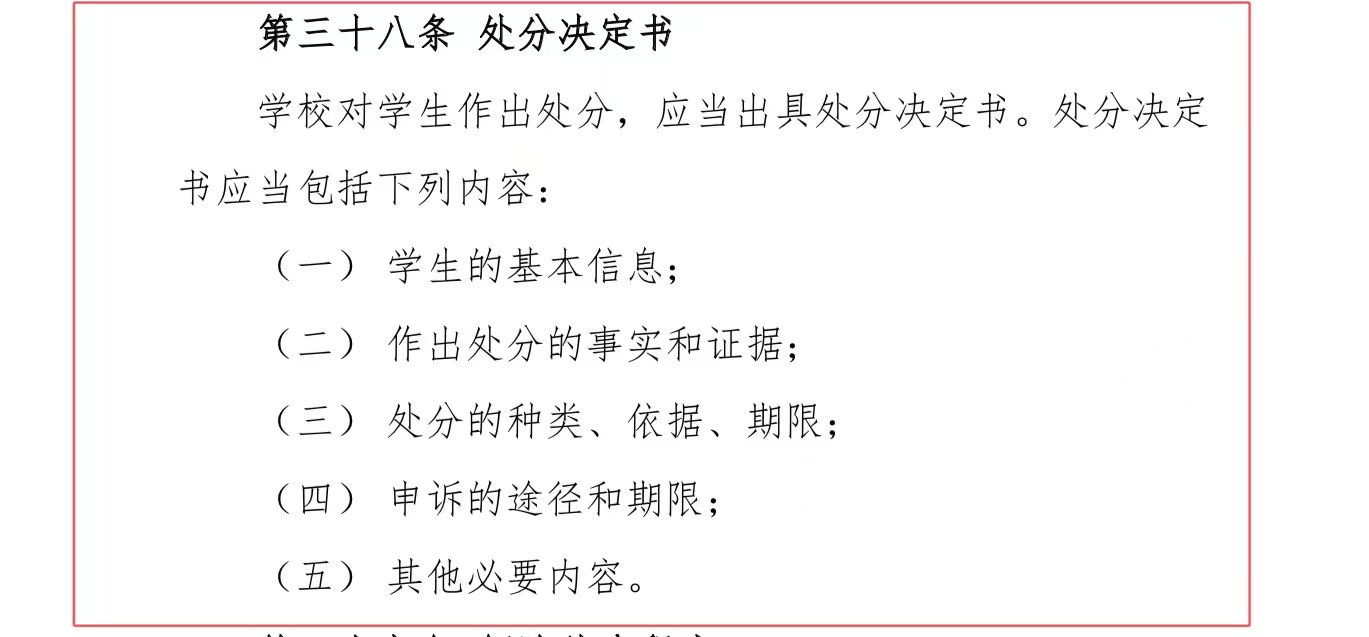 第三十八条 处分决定书
学校对学生作出处分，应当出具处分决定书。处分决定
书应当包括下列内容：
（一） 学生的基本信息；
（二） 作出处分的事实和证据；
（三） 处分的种类、依据、期限；
（四） 申诉的途径和期限；
（五） 其他必要内容。